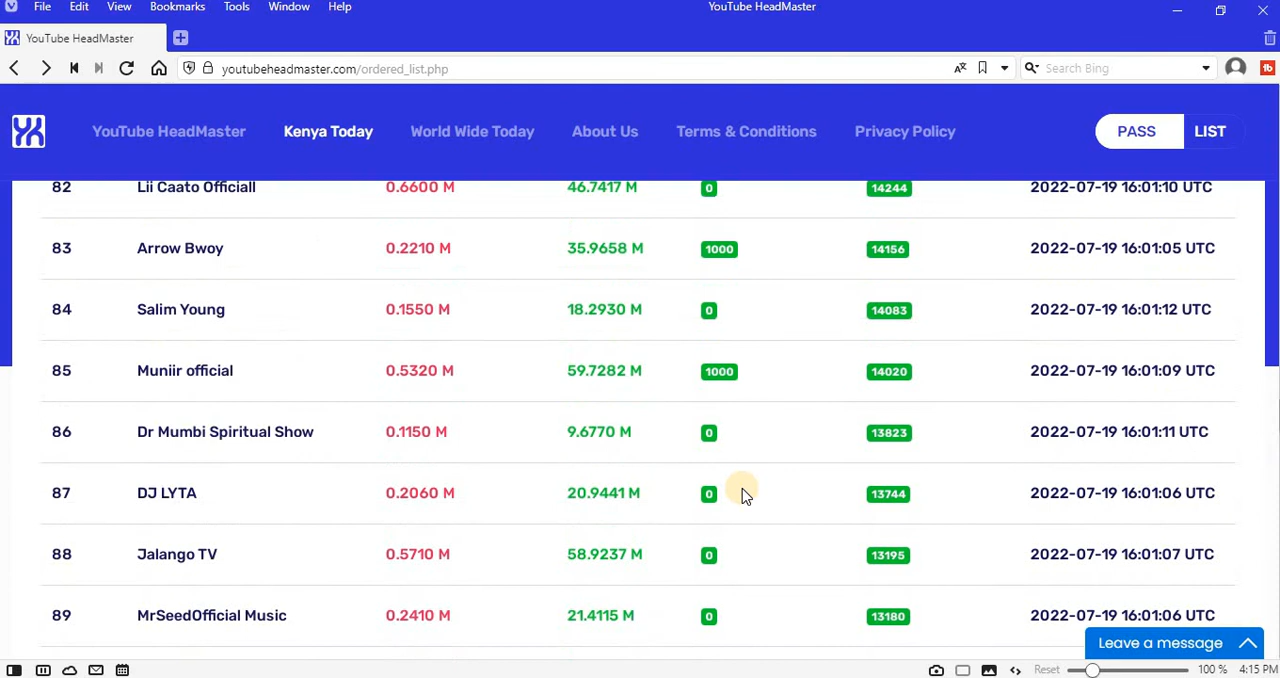 File Edit View Bookmarks Tools Window Help YouTube HeadMaster
YouTube HeadMaster
youtubeheadmaster.com/ordered_list.php Search Bing
YouTube HeadMaster Kenya Today World Wide Today About Us Terms & Conditions Privacy Policy PASS LIST
82 Lii Caato Officiall 0.6600 M 46.7417 M 0 14244 2022-07-19 16:01:10 UTC
83 Arrow Bwoy 0.2210 M 35.9658 M 1000 14156 2022-07-19 16:01:05 UTC
84 Salim Young 0.1550 M 18.2930 M 0 14083 2022-07-19 16:01:12 UTC
85 Muniir official 0.5320 M 59.7282 M 1000 14020 2022-07-19 16:01:09 UTC
86 Dr Mumbi Spiritual Show 0.1150 M 9.6770 M 0 13823 2022-07-19 16:01:11 UTC
87 DJ LYTA 0.2060 M 20.9441 M 0 13744 2022-07-19 16:01:06 UTC
88 Jalango TV 0.5710 M 58.9237 M 0 13195 2022-07-19 16:01:07 UTC
89 MrSeedOfficial Music 0.2410 M 21.4115 M 0 13180 2022-07-19 16:01:06 UTC
Leave a message
Reset 100 % 4:15 PM